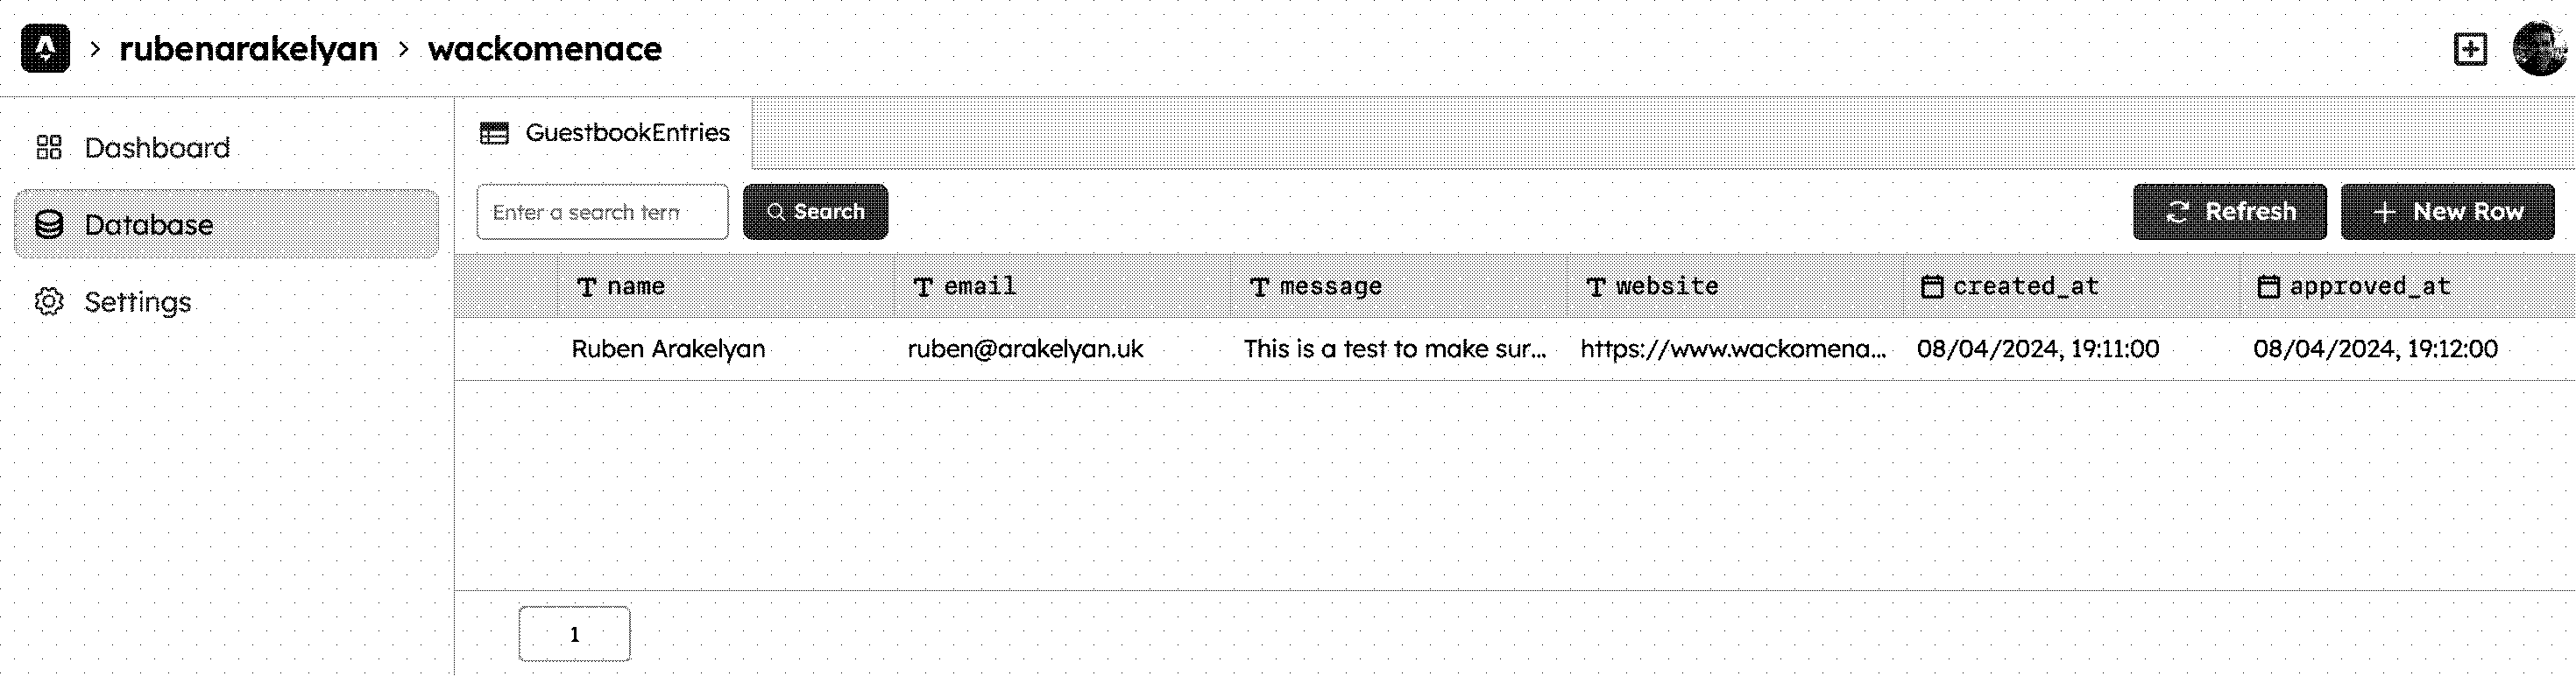 rubenarakelyan > wackomenace
Dashboard
Database
Settings
GuestbookEntries
Enter a search tern
Search
Refresh
+ New Row
name email message website created_at approved_at
Ruben Arakelyan ruben@arakelyan.uk This is a test to make sur... https://www.wackomena... 08/04/2024, 19:11:00 08/04/2024, 19:12:00
1